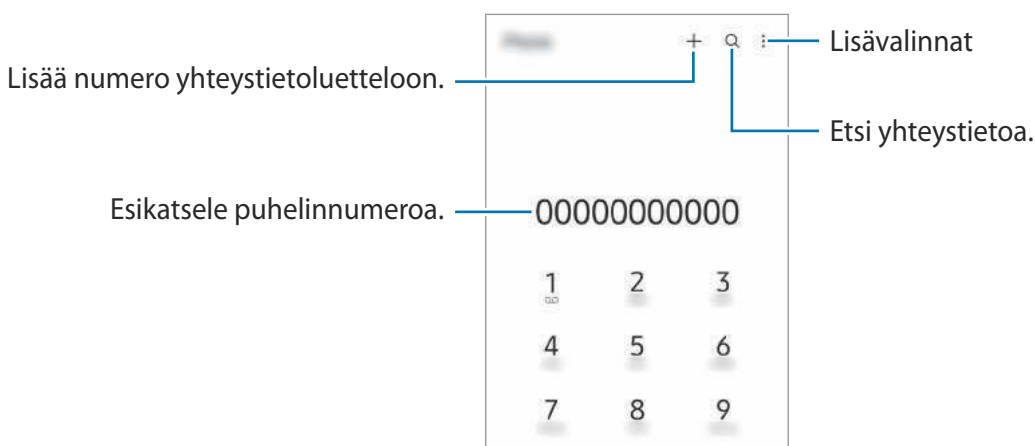 Lisävalinnat
Lisää numero yhteystietoluetteloon.
Etsi yhteystietoa.
Esikatsele puhelinnumeroa.
00000000000
1 2 3
4 5 6
7 8 9